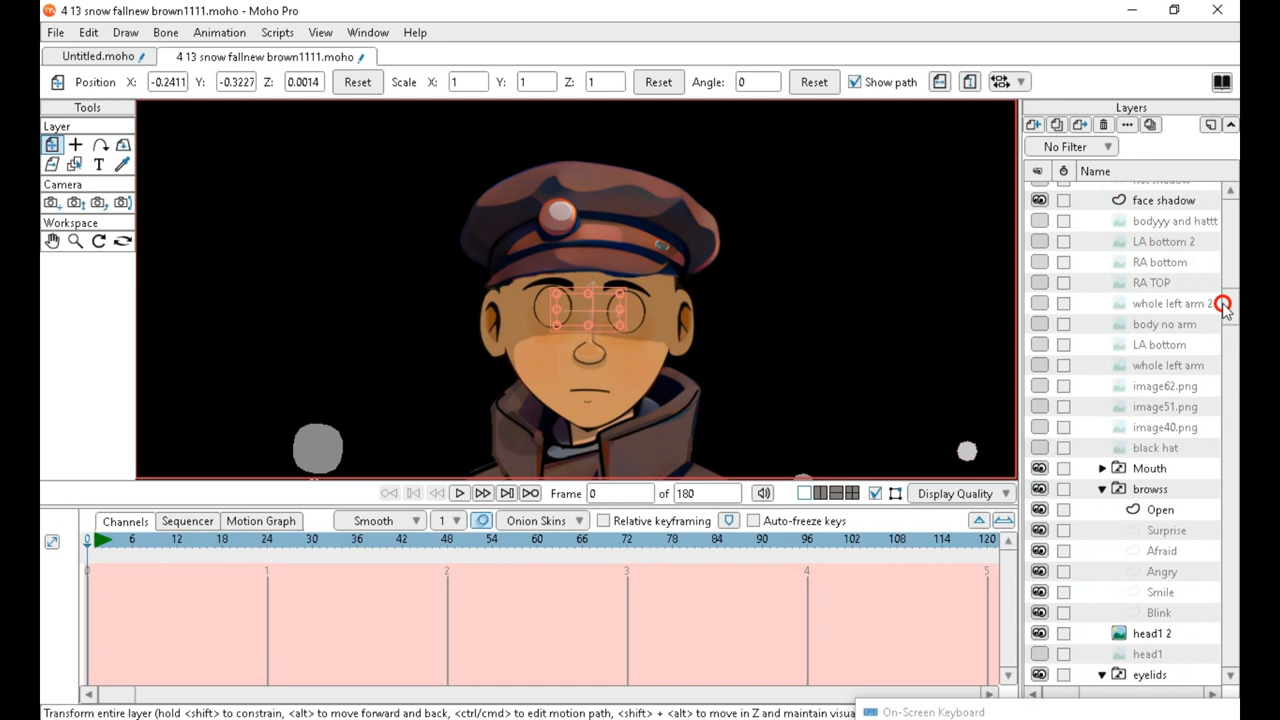 4 13 snow fallnew brown1111.moho - Moho Pro
File Edit Draw Bone Animation Scripts View Window Help
Untitled.moho 4 13 snow fallnew brown1111.moho
Position X: -0.2411 Y: -0.3227 Z: 0.0014 Reset Scale X: 1 Y: 1 Z: 1 Reset Angle: 0 Reset Show path
Tools
Layers
Layer
No Filter
Name
Camera
Workspace
face shadow
bodyyy and hattt
LA bottom 2
RA bottom
RA TOP
whole left arm 2
body no arm
LA bottom
whole left arm
image62.png
image51.png
image40.png
black hat
Mouth
browss
Open
Surprise
Afraid
Angry
Smile
Blink
head1 2
head1
eyelids
Frame 0 of 180 Display Quality
Channels Sequencer Motion Graph Smooth 1 Onion Skins Relative keyframing Auto-freeze keys
0 6 12 18 24 30 36 42 48 54 60 66 72 78 84 90 96 102 108 114 120
0 1 2 3 4 5
Transform entire layer (hold <shift> to constrain, <alt> to move forward and back, <ctrl/cmd> to edit motion path, <shift> + <alt> to move in Z and maintain visua
On-Screen Keyboard